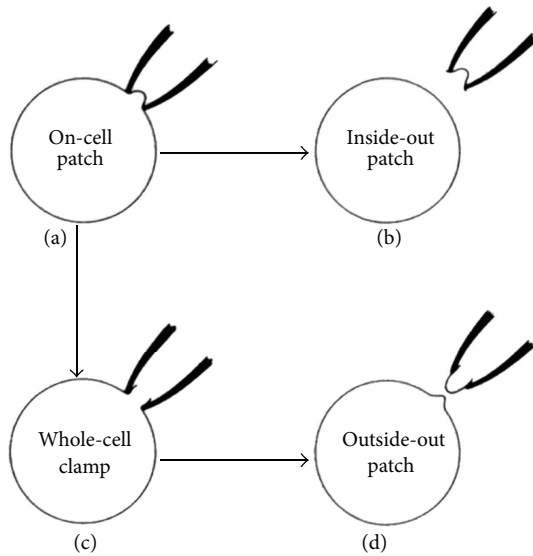 On-cell
patch
(a)
Inside-out
patch
(b)
Whole-cell
clamp
(c)
Outside-out
patch
(d)